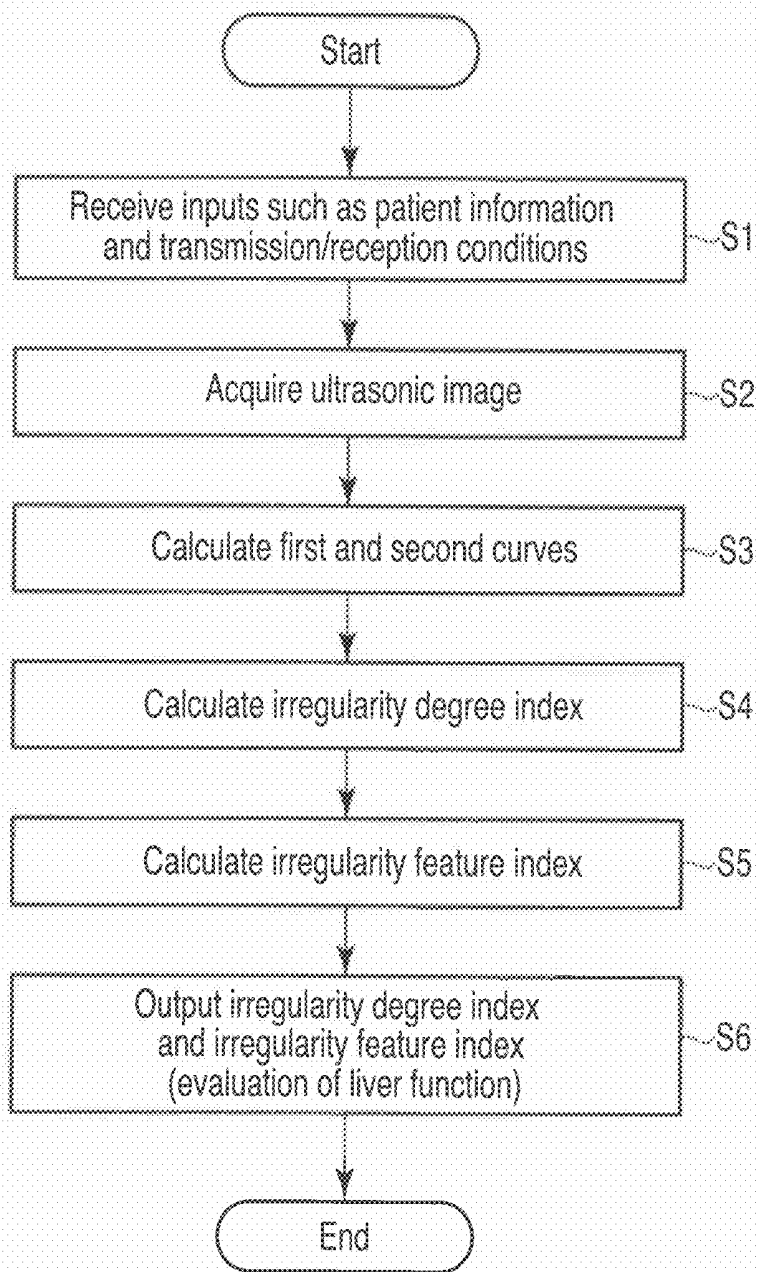 Start
Receive inputs such as patient information
and transmission/reception conditions
S1
Acquire ultrasonic image
S2
Calculate first and second curves
S3
Calculate irregularity degree index
S4
Calculate irregularity feature index
S5
Output irregularity degree index
and irregularity feature index
(evaluation of liver function)
S6
End